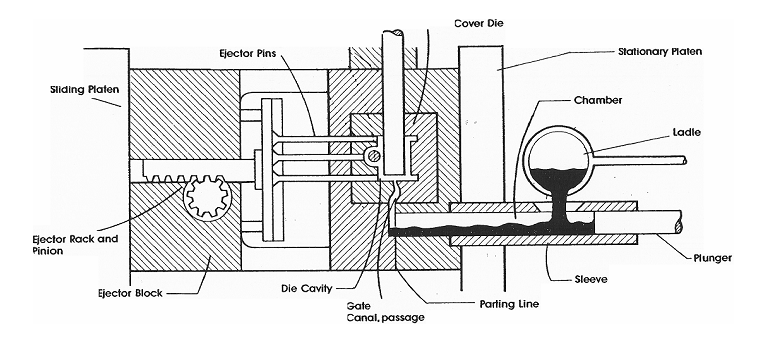 Cover Die
Ejector Pins
Stationary Platen
Sliding Platen
Chamber
Ladle
Ejector Rack and
Pinion
Plunger
Sleeve
Ejector Block
Die Cavity
Gate
Canal, passage
Parting Line